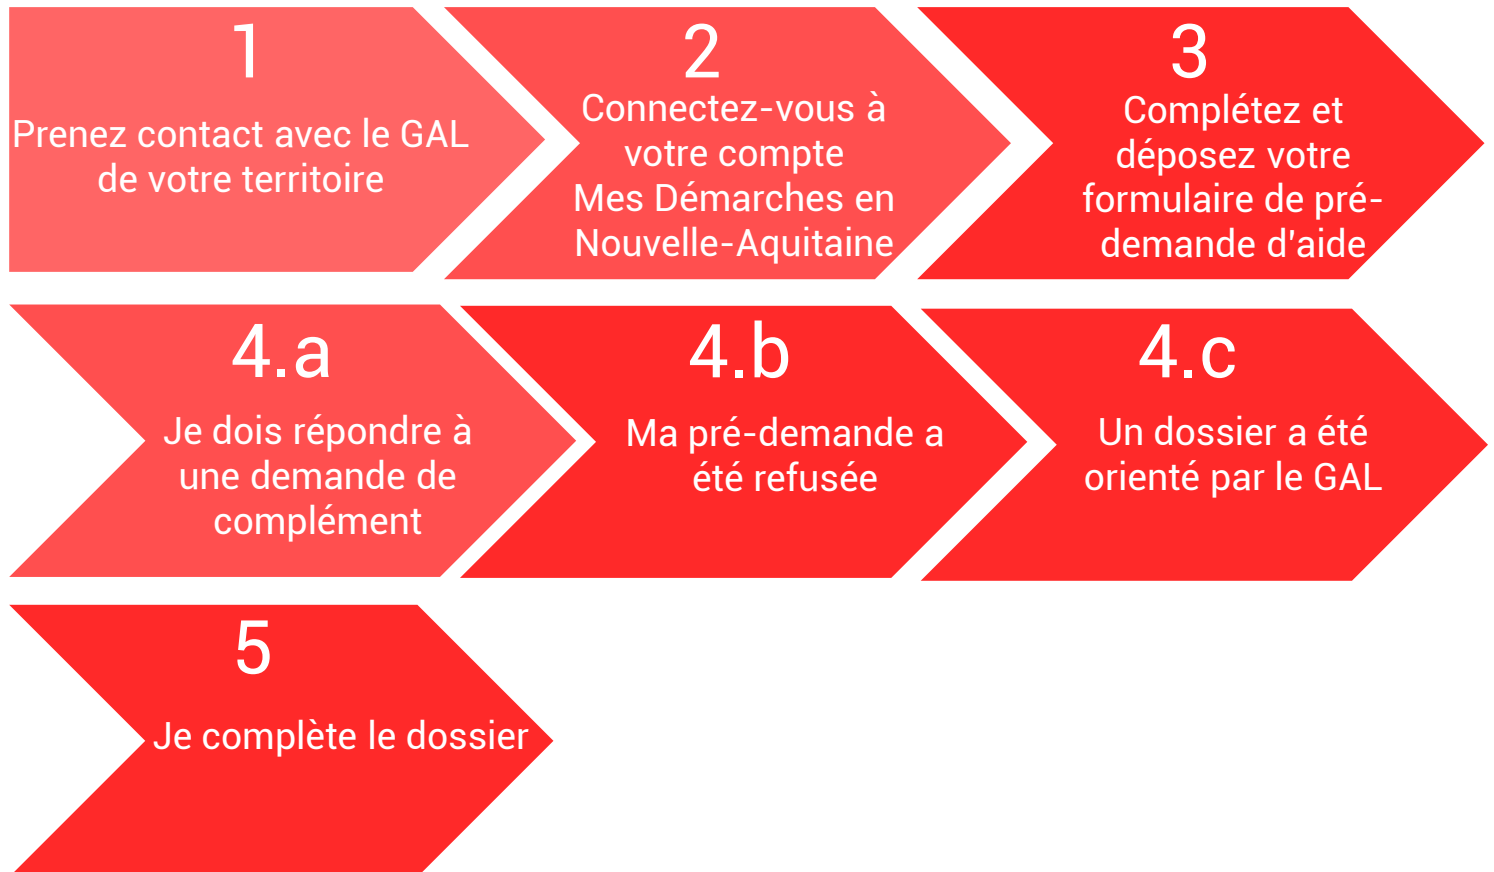 1
Prenez contact avec le GAL
de votre territoire
2
Connectez-vous à
votre compte
Mes Démarches en
Nouvelle-Aquitaine
3
Complétez et
déposez votre
formulaire de pré-
demande d'aide
4.a
Je dois répondre à
une demande de
complément
4.b
Ma pré-demande a
été refusée
4.c
Un dossier a été
orienté par le GAL
5
Je complète le dossier